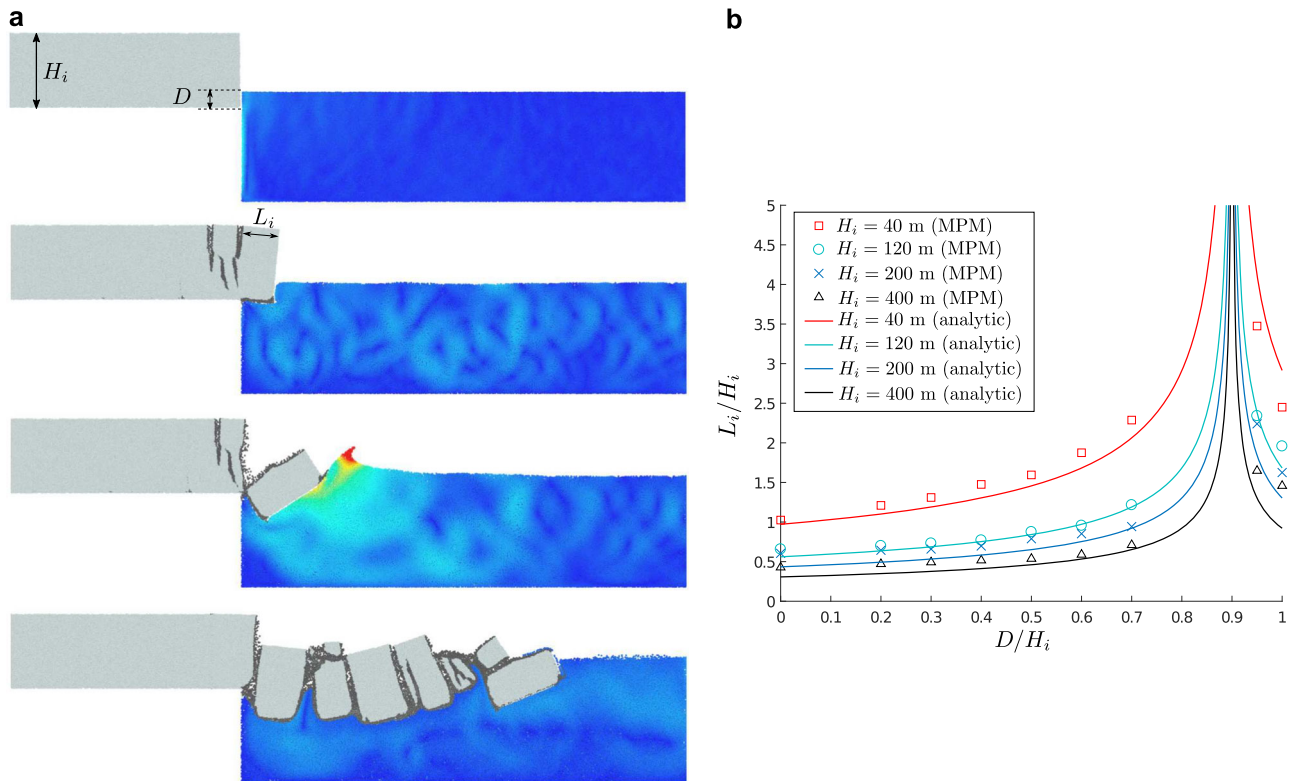 a
H_i
D
L_i
b
5
4.5
4
3.5
3
2.5
2
1.5
1
0.5
0
L_i/H_i
H_i = 40 m (MPM)
H_i = 120 m (MPM)
H_i = 200 m (MPM)
H_i = 400 m (MPM)
H_i = 40 m (analytic)
H_i = 120 m (analytic)
H_i = 200 m (analytic)
H_i = 400 m (analytic)
0 0.1 0.2 0.3 0.4 0.5 0.6 0.7 0.8 0.9 1
D/H_i